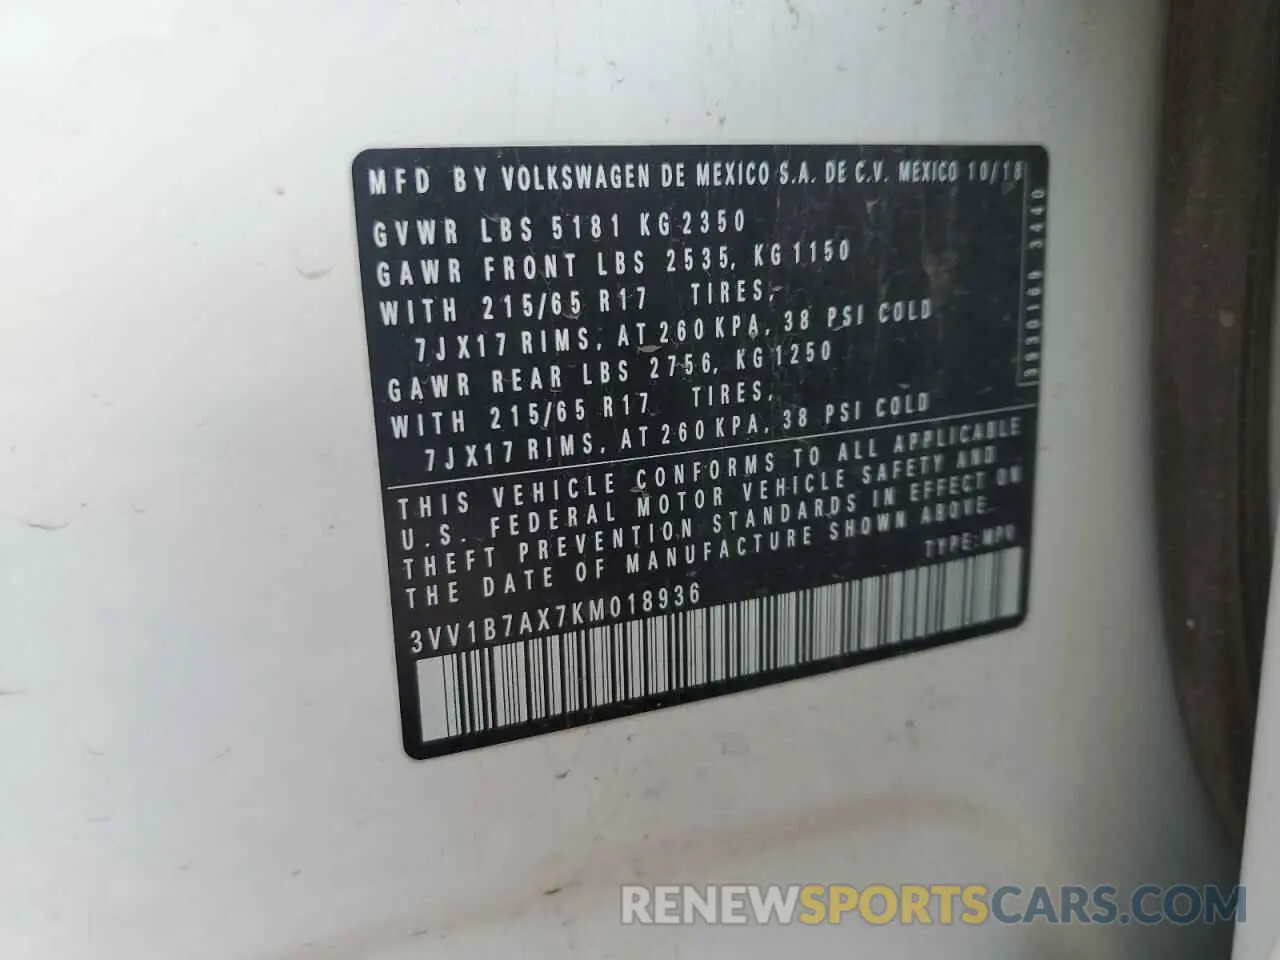 MFD BY VOLKSWAGEN DE MEXICO S.A. DE C.V. MEXICO 10/18
GVWR LBS 5181 KG 2350
GAWR FRONT LBS 2535, KG 1150
WITH 215/65 R17 TIRES,
7JX17 RIMS, AT 260 KPA, 38 PSI COLD
GAWR REAR LBS 2756, KG 1250
WITH 215/65 R17 TIRES,
7JX17 RIMS, AT 260 KPA, 38 PSI COLD
THIS VEHICLE CONFORMS TO ALL APPLICABLE
U.S. FEDERAL MOTOR VEHICLE SAFETY AND
THEFT PREVENTION STANDARDS IN EFFECT ON
THE DATE OF MANUFACTURE SHOWN ABOVE.
TYPE: MPV
3VV1B7AX7KM018936
3440
RENEWSPORTSCARS.COM